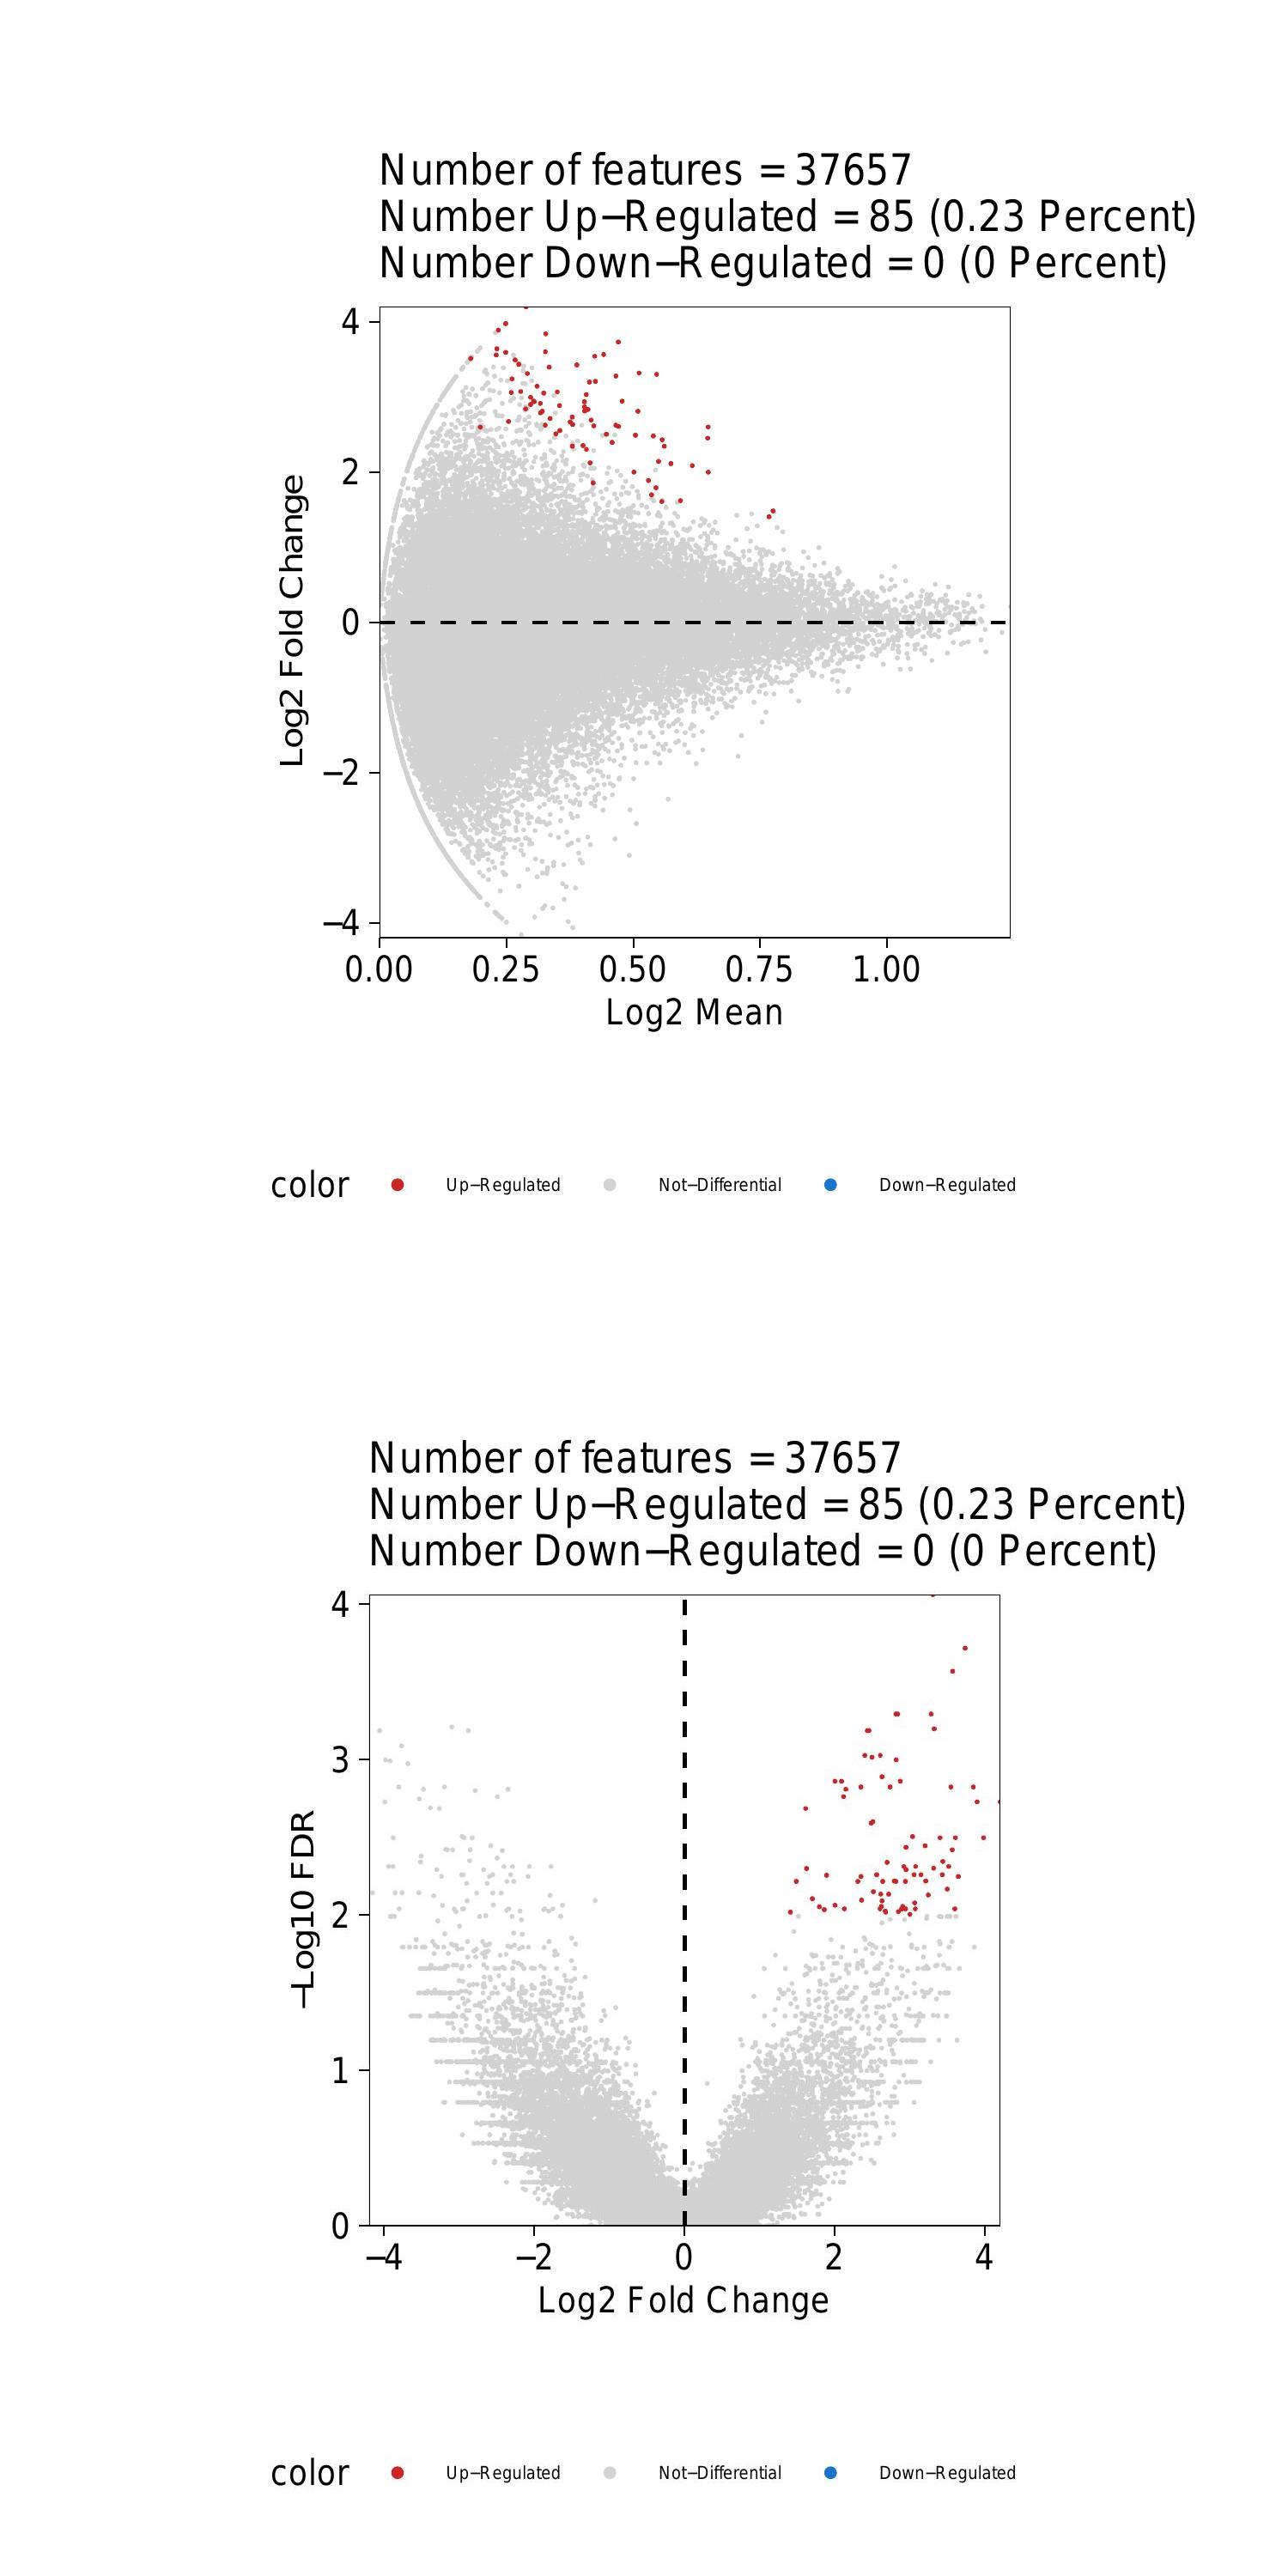 Number of features = 37657
Number Up−Regulated = 85 (0.23 Percent)
Number Down−Regulated = 0 (0 Percent)
4
2
0
−2
−4
Log2 Fold Change
0.00 0.25 0.50 0.75 1.00
Log2 Mean
color Up−Regulated Not−Differential Down−Regulated
Number of features = 37657
Number Up−Regulated = 85 (0.23 Percent)
Number Down−Regulated = 0 (0 Percent)
4
3
2
1
0
−Log10 FDR
−4 −2 0 2 4
Log2 Fold Change
color Up−Regulated Not−Differential Down−Regulated